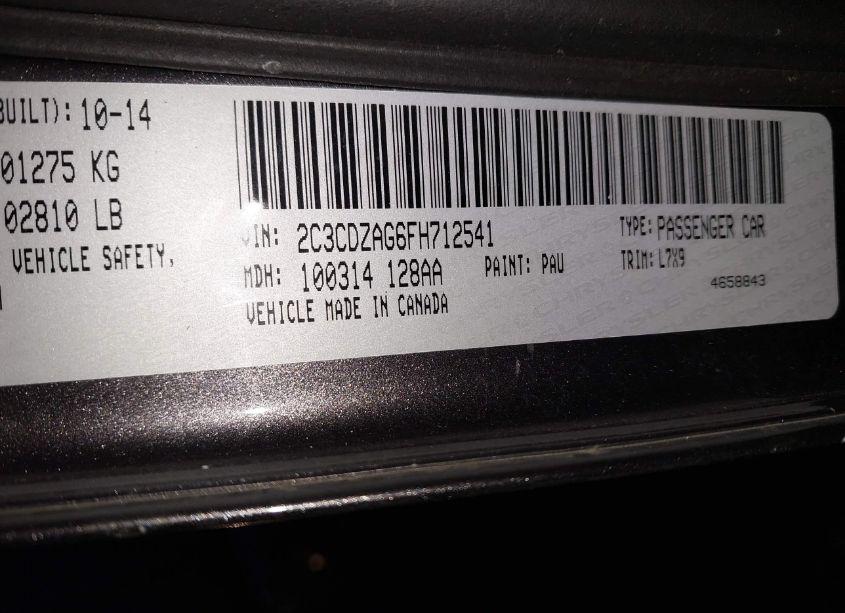 BUILT): 10-14
01275 KG
02810 LB
VEHICLE SAFETY,
VIN: 2C3CDZAG6FH712541
TYPE: PASSENGER CAR
MDH: 100314 128AA
PAINT: PAU
TRIM: L7X9
VEHICLE MADE IN CANADA
4658843